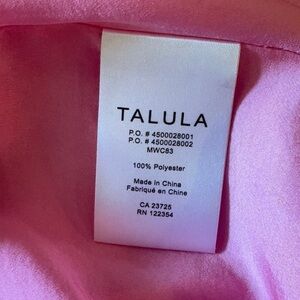 TALULA
P.O. # 4500028001
P.O. # 4500028002
MWC83
100% Polyester
Made in China
Fabriqué en Chine
CA 23725
RN 122354